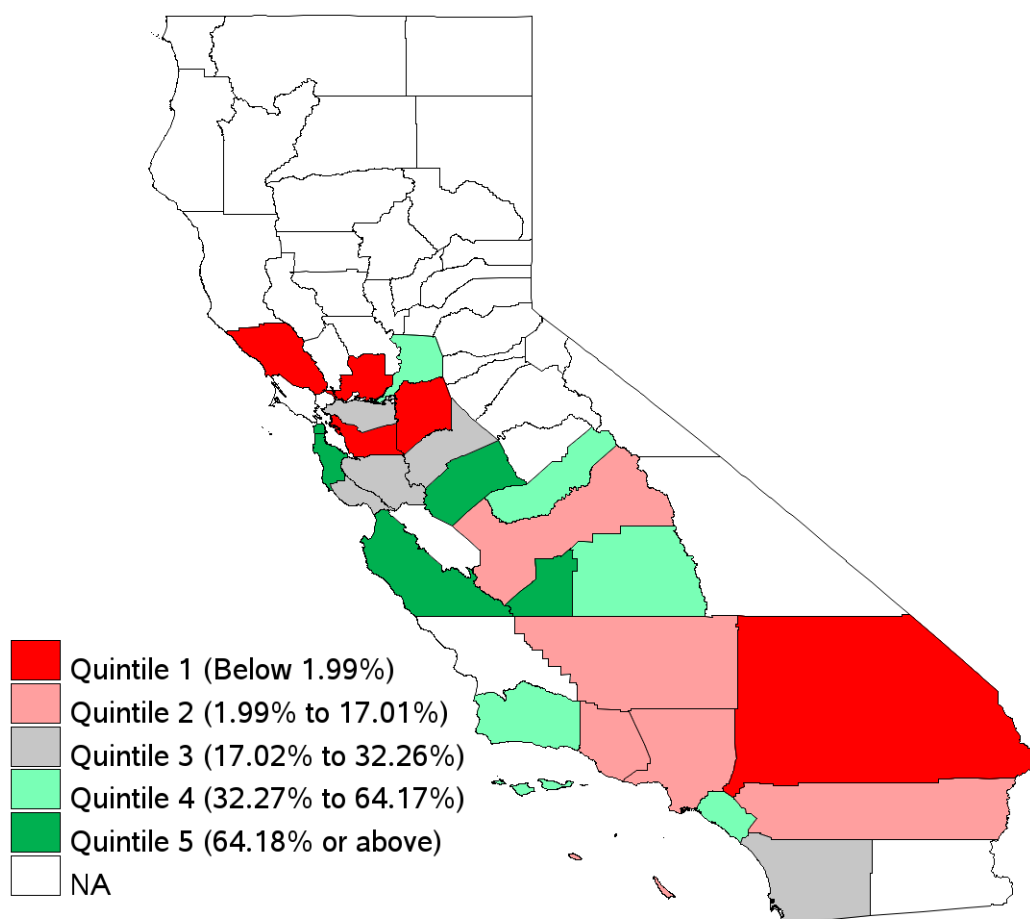 Quintile 1 (Below 1.99%)
Quintile 2 (1.99% to 17.01%)
Quintile 3 (17.02% to 32.26%)
Quintile 4 (32.27% to 64.17%)
Quintile 5 (64.18% or above)
NA